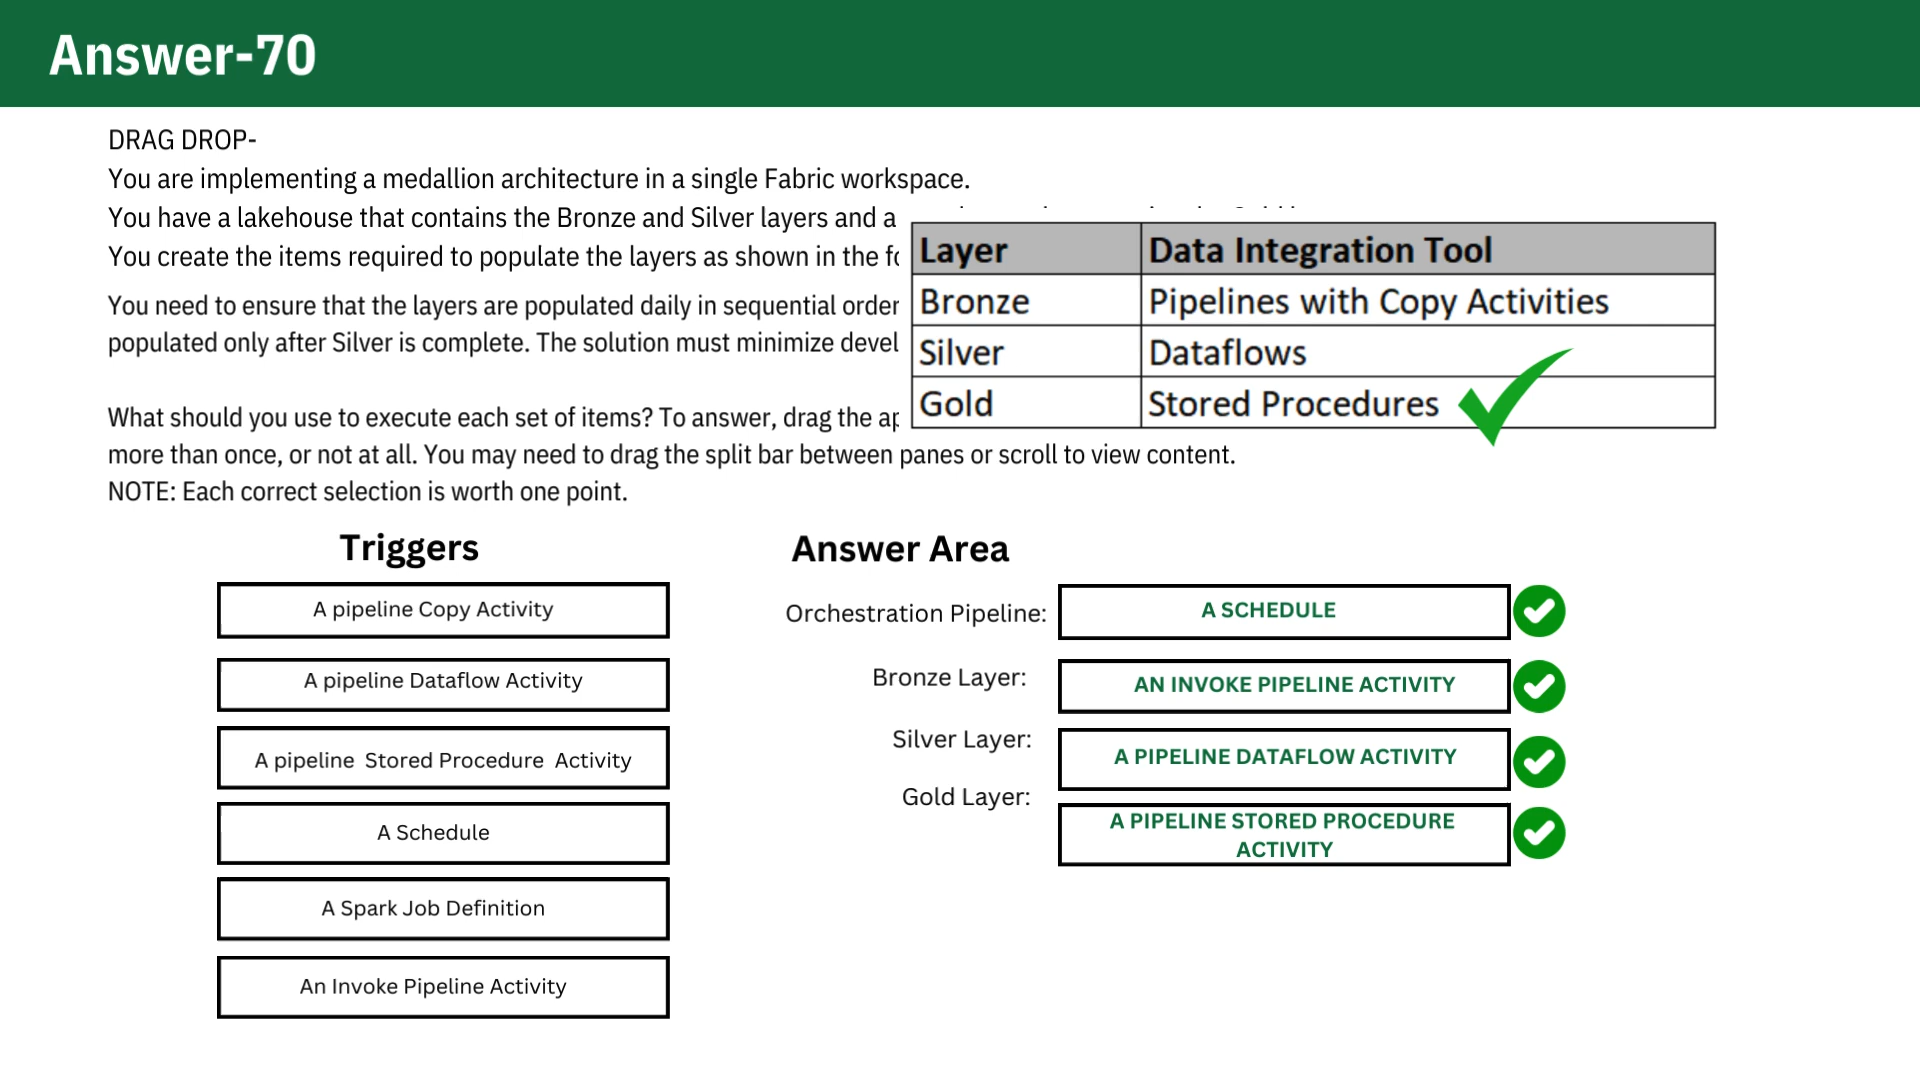 Answer-70
DRAG DROP-
You are implementing a medallion architecture in a single Fabric workspace.
You have a lakehouse that contains the Bronze and Silver layers and a
You create the items required to populate the layers as shown in the
You need to ensure that the layers are populated daily in sequential order
populated only after Silver is complete. The solution must minimize devel
What should you use to execute each set of items? To answer, drag the ap
more than once, or not at all. You may need to drag the split bar between panes or scroll to view content.
NOTE: Each correct selection is worth one point.
Layer Data Integration Tool
Bronze Pipelines with Copy Activities
Silver Dataflows
Gold Stored Procedures
Triggers
A pipeline Copy Activity
A pipeline Dataflow Activity
A pipeline Stored Procedure Activity
A Schedule
A Spark Job Definition
An Invoke Pipeline Activity
Answer Area
Orchestration Pipeline: A SCHEDULE
Bronze Layer: AN INVOKE PIPELINE ACTIVITY
Silver Layer: A PIPELINE DATAFLOW ACTIVITY
Gold Layer: A PIPELINE STORED PROCEDURE
ACTIVITY